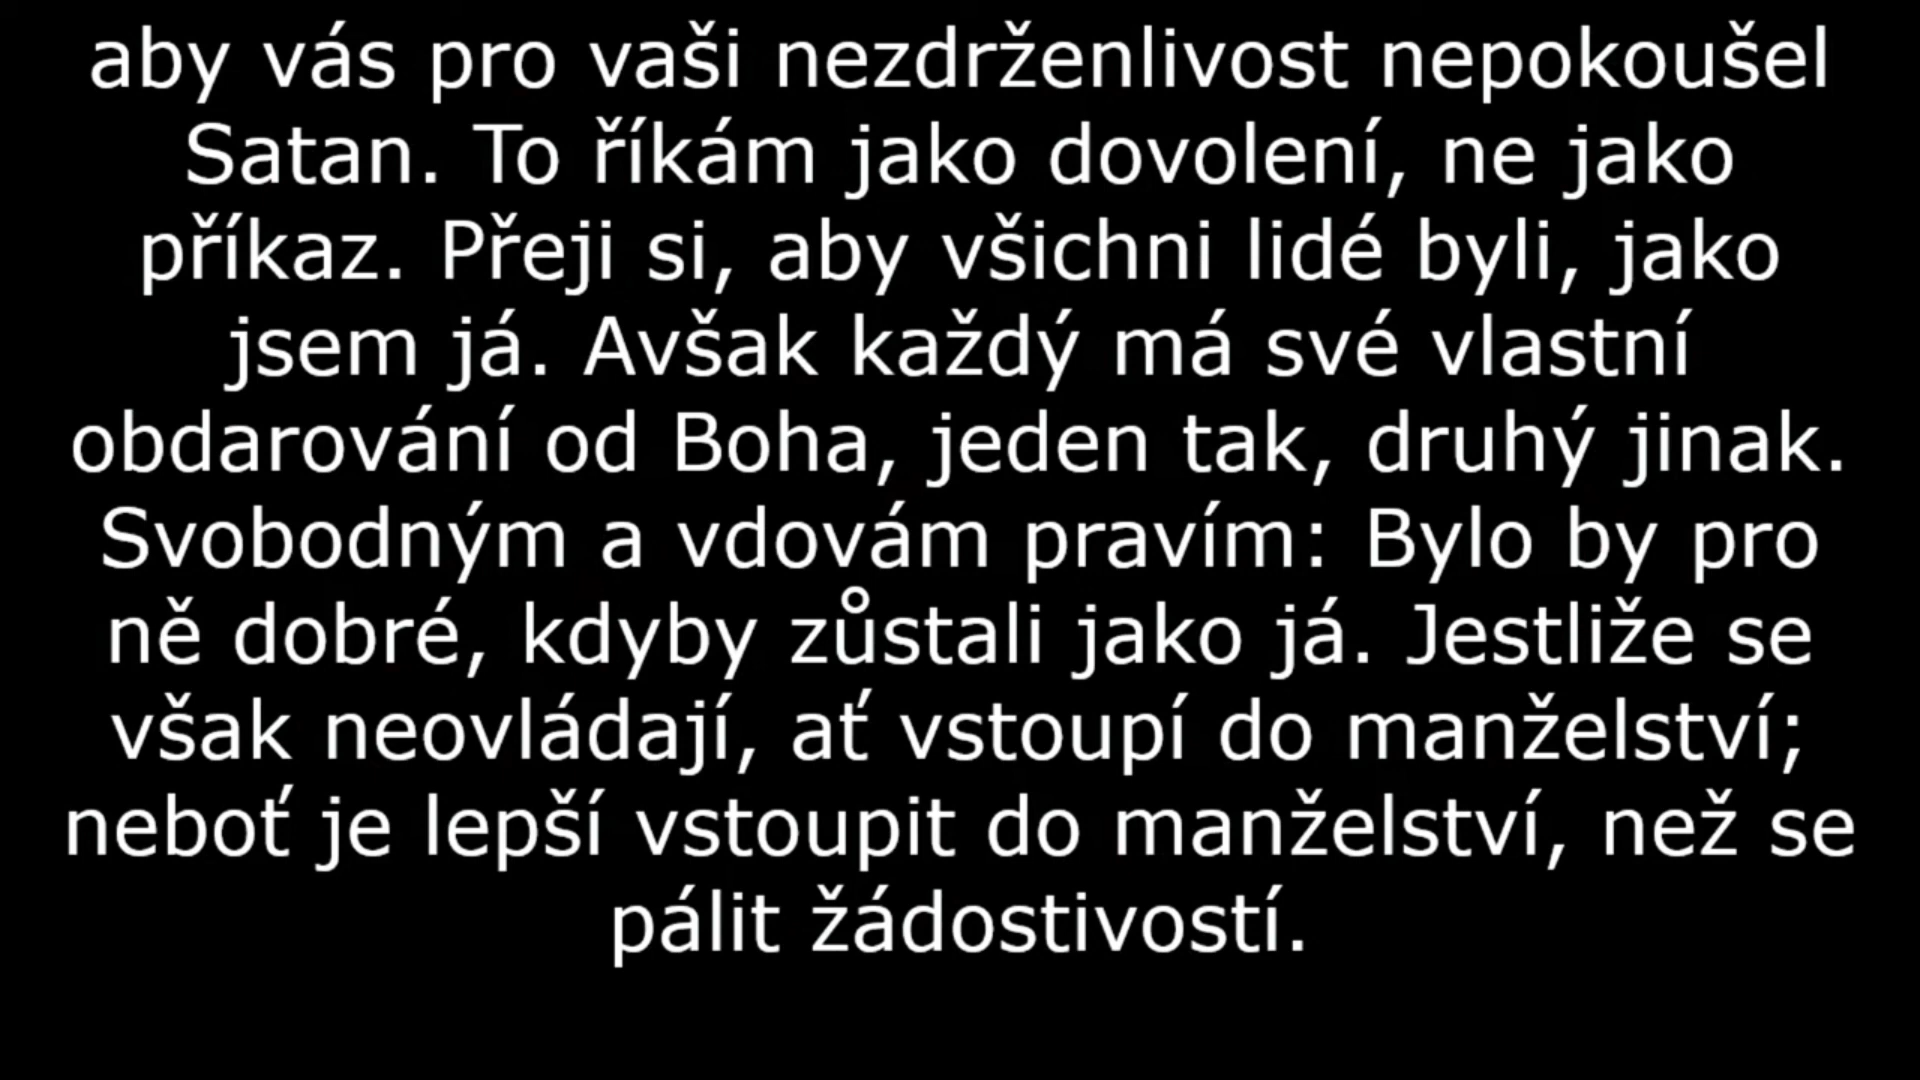 aby vás pro vaši nezdrženlivost nepokoušel
Satan. To říkám jako dovolení, ne jako
příkaz. Přeji si, aby všichni lidé byli, jako
jsem já. Avšak každý má své vlastní
obdarování od Boha, jeden tak, druhý jinak.
Svobodným a vdovám pravím: Bylo by pro
ně dobré, kdyby zůstali jako já. Jestliže se
však neovládají, ať vstoupí do manželství;
neboť je lepší vstoupit do manželství, než se
pálit žádostivostí.